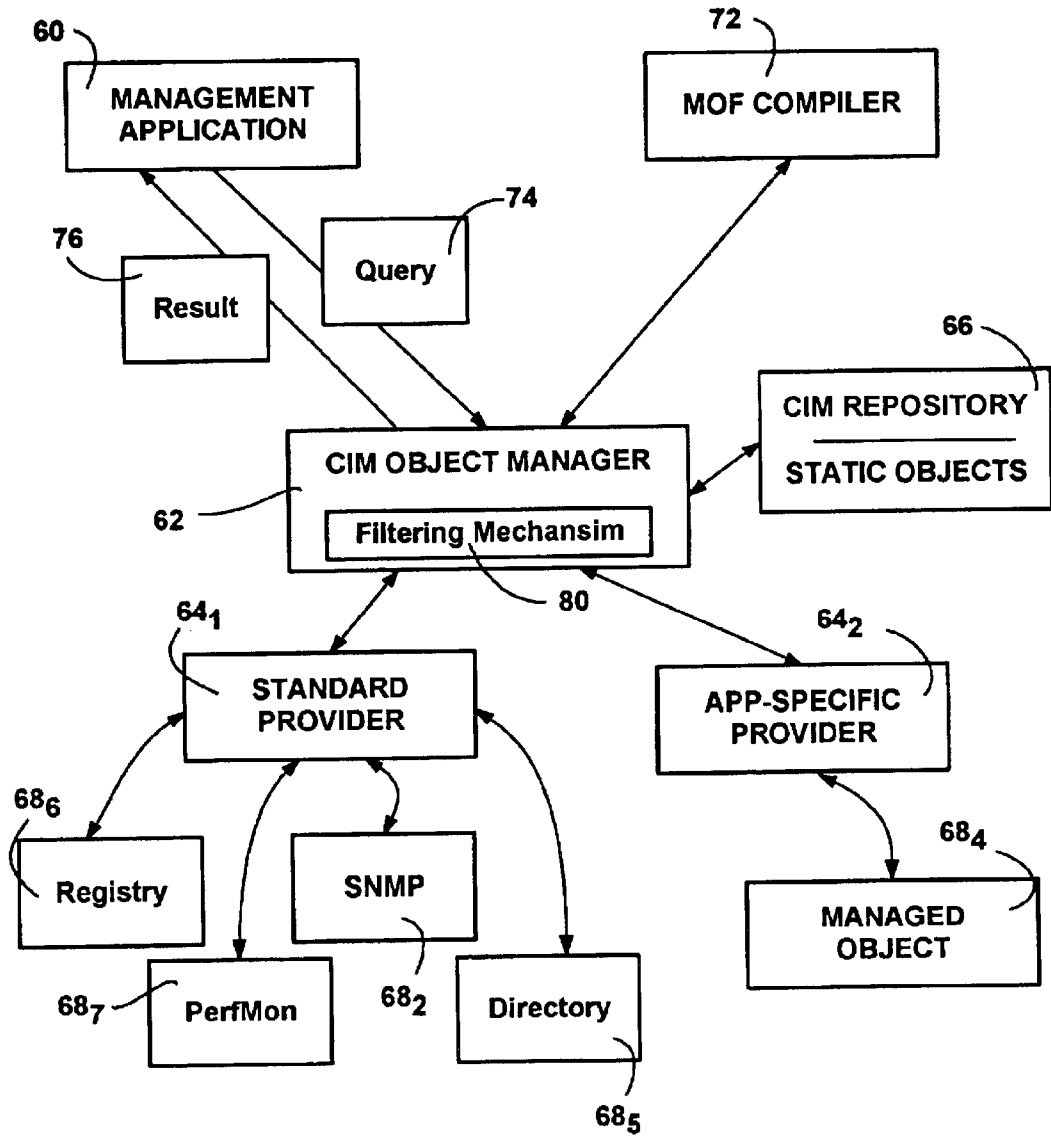 60
MANAGEMENT
APPLICATION
72
MOF COMPILER
74
Query
76
Result
66
CIM REPOSITORY
STATIC OBJECTS
CIM OBJECT MANAGER
62
Filtering Mechansim
80
64₁
STANDARD
PROVIDER
64₂
APP-SPECIFIC
PROVIDER
68₆
Registry
SNMP
68₂
68₇
PerfMon
Directory
68₅
68₄
MANAGED
OBJECT